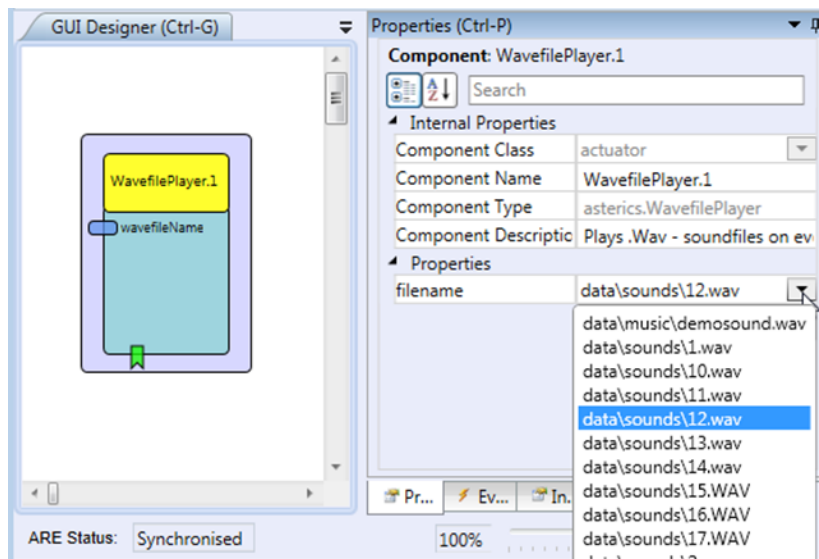 GUI Designer (Ctrl-G)
Properties (Ctrl-P)
Component: WavefilePlayer.1
A Z
Search
Internal Properties
Component Class actuator
Component Name WavefilePlayer.1
Component Type asterics.WavefilePlayer
Component Descriptio Plays .Wav - soundfiles on ev
Properties
filename data\sounds\12.wav
data\music\demosound.wav
data\sounds\1.wav
data\sounds\10.wav
data\sounds\11.wav
data\sounds\12.wav
data\sounds\13.wav
data\sounds\14.wav
data\sounds\15.WAV
data\sounds\16.WAV
data\sounds\17.WAV
WavefilePlayer.1
wavefileName
Pr... Ev... In.
ARE Status: Synchronised 100%